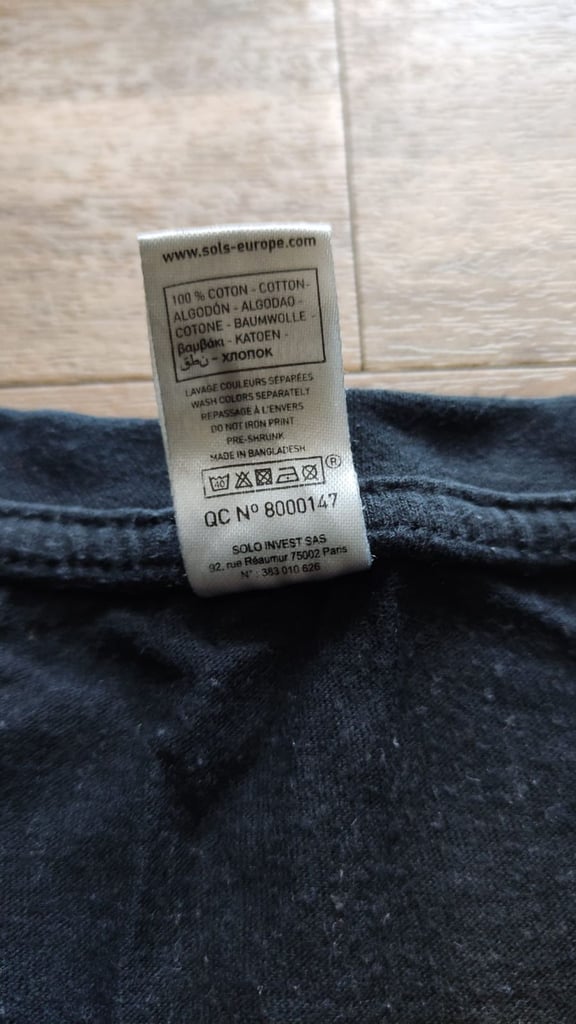 www.sols-europe.com
100 % COTON - COTTON-
ALGODÓN - ALGODAO -
COTONE - BAUMWOLLE -
βαμβάκι - KATOEN -
نطق - ХЛОПОК
LAVAGE COULEURS SÉPARÉES
WASH COLORS SEPARATELY
REPASSAGE À L'ENVERS
DO NOT IRON PRINT
PRE-SHRUNK
MADE IN BANGLADESH
40 ®
QC Nº 8000147
SOLO INVEST SAS
92, rue Réaumur 75002 Paris
N° : 383 010 626